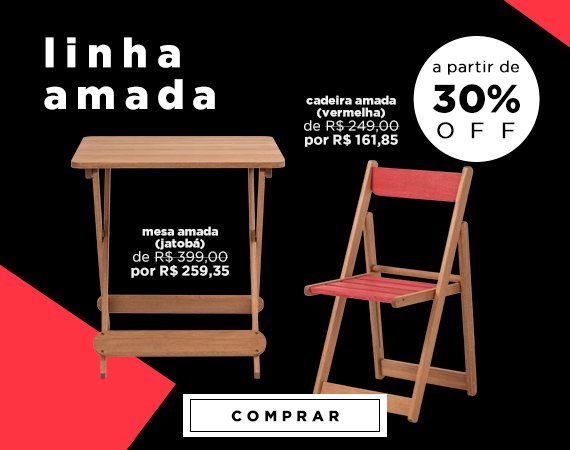 linha
amada
a partir de
30%
OFF
cadeira amada
(vermelha)
de R$ 249,00
por R$ 161,85
mesa amada
(jatobá)
de R$ 399,00
por R$ 259,35
COMPRAR